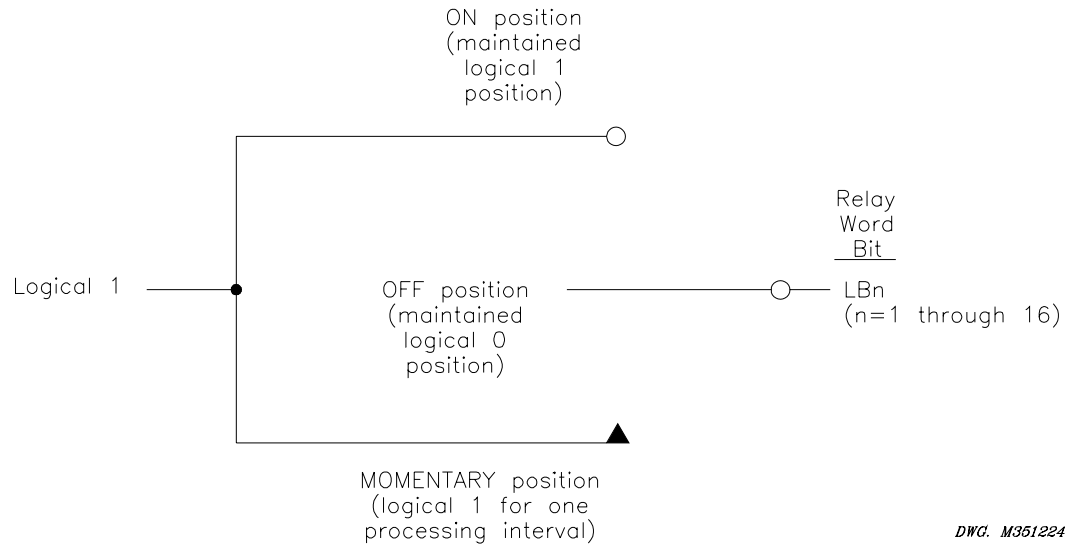 ON position
(maintained
logical 1
position)
Relay
Word
Bit
Logical 1
OFF position
(maintained
logical 0
position)
LBn
(n=1 through 16)
MOMENTARY position
(logical 1 for one
processing interval)
DWG. M351224